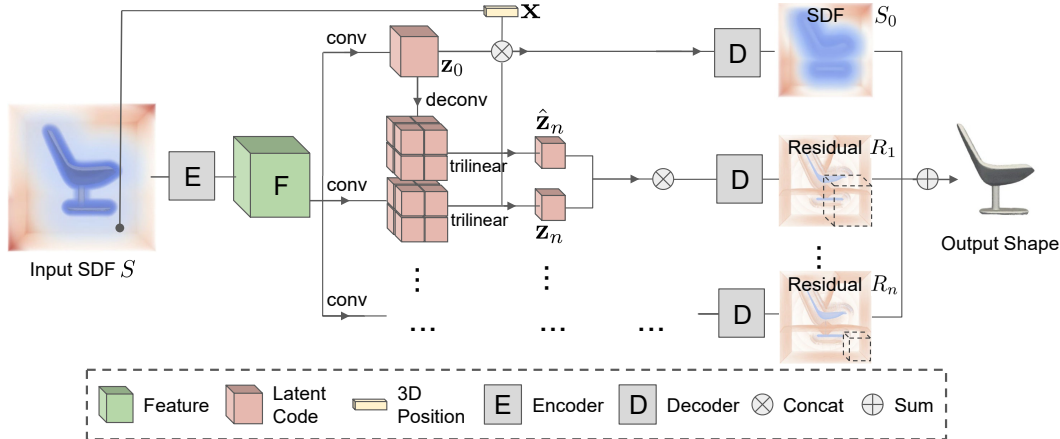 x
conv
z₀
SDF S₀
D
deconv
ẑₙ
Residual R₁
trilinear
E
F
conv
D
trilinear
zₙ
Input SDF S
Output Shape
conv
Residual Rₙ
D
...
...
...
Feature
Latent
Code
3D
Position
E
Encoder
D
Decoder
Concat
Sum